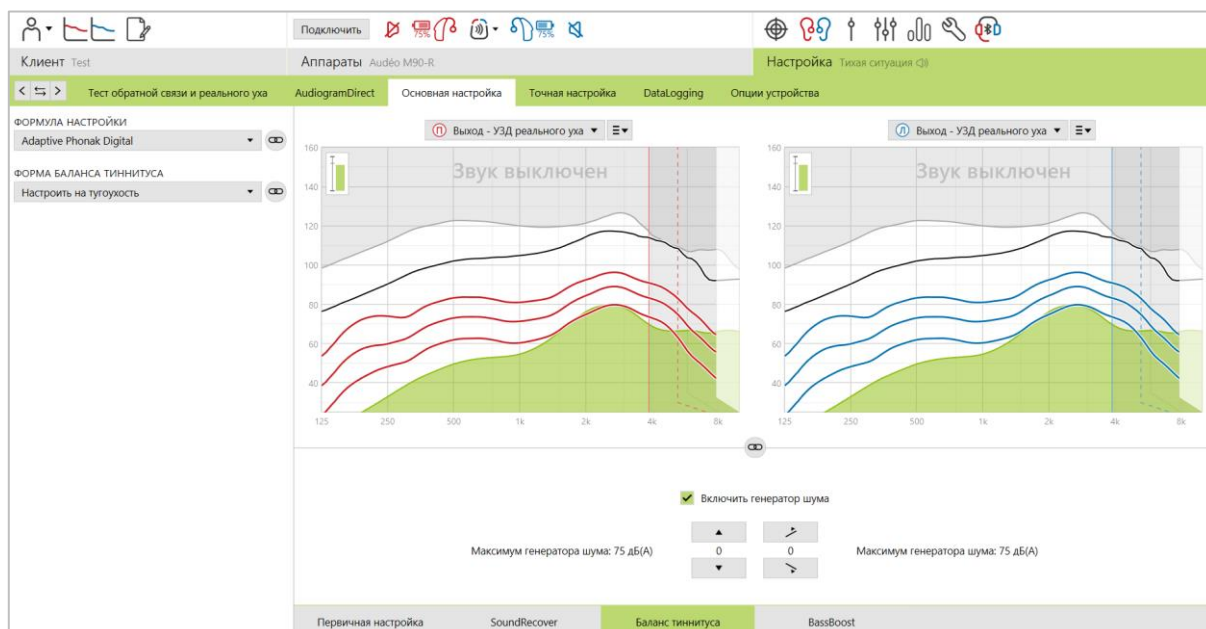 75%
Подключить
75%
Клиент Test
Аппараты Audéo M90-R
Настройка Тихая ситуация
Тест обратной связи и реального уха
AudiogramDirect
Основная настройка
Точная настройка
DataLogging
Опции устройства
ФОРМУЛА НАСТРОЙКИ
Adaptive Phonak Digital
ФОРМА БАЛАНСА ТИННИТУСА
Настроить на тугоухость
П Выход - УЗД реального уха
Звук выключен
160
140
120
100
80
60
40
125 250 500 1k 2k 4k 8k
Л Выход - УЗД реального уха
Звук выключен
160
140
120
100
80
60
40
125 250 500 1k 2k 4k 8k
Включить генератор шума
Максимум генератора шума: 75 дБ(A) 0 0 Максимум генератора шума: 75 дБ(A)
Первичная настройка
SoundRecover
Баланс тиннитуса
BassBoost